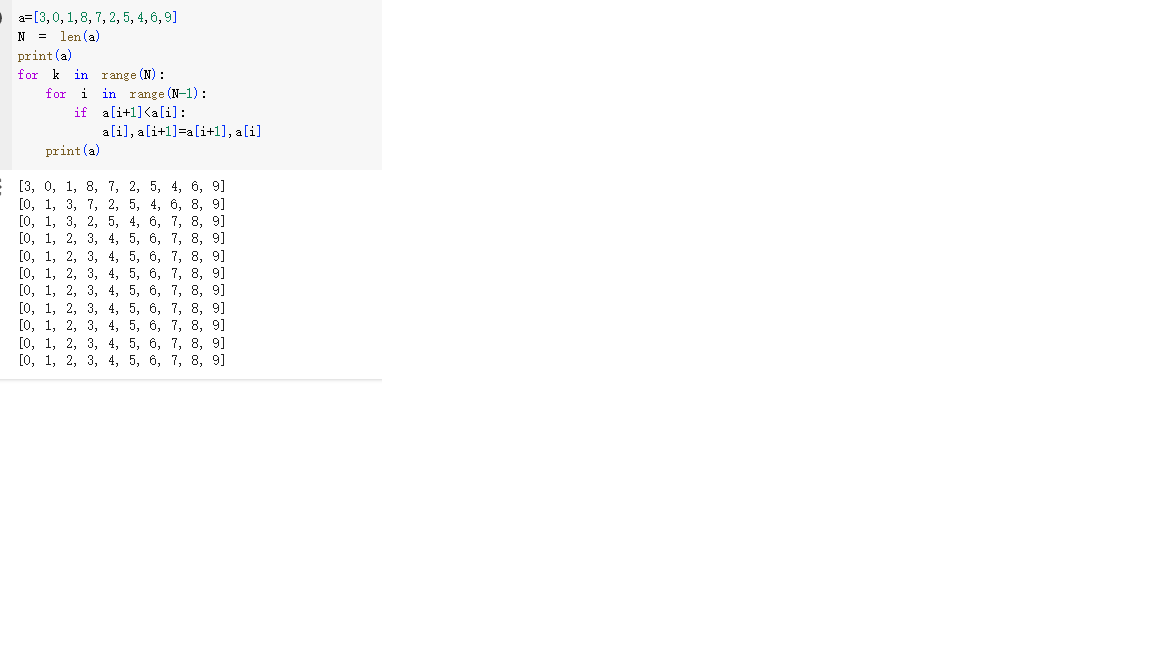 a=[3,0,1,8,7,2,5,4,6,9]
N = len(a)
print(a)
for k in range(N):
    for i in range(N-1):
        if a[i+1]<a[i]:
            a[i],a[i+1]=a[i+1],a[i]
    print(a)
[3, 0, 1, 8, 7, 2, 5, 4, 6, 9]
[0, 1, 3, 7, 2, 5, 4, 6, 8, 9]
[0, 1, 3, 2, 5, 4, 6, 7, 8, 9]
[0, 1, 2, 3, 4, 5, 6, 7, 8, 9]
[0, 1, 2, 3, 4, 5, 6, 7, 8, 9]
[0, 1, 2, 3, 4, 5, 6, 7, 8, 9]
[0, 1, 2, 3, 4, 5, 6, 7, 8, 9]
[0, 1, 2, 3, 4, 5, 6, 7, 8, 9]
[0, 1, 2, 3, 4, 5, 6, 7, 8, 9]
[0, 1, 2, 3, 4, 5, 6, 7, 8, 9]
[0, 1, 2, 3, 4, 5, 6, 7, 8, 9]